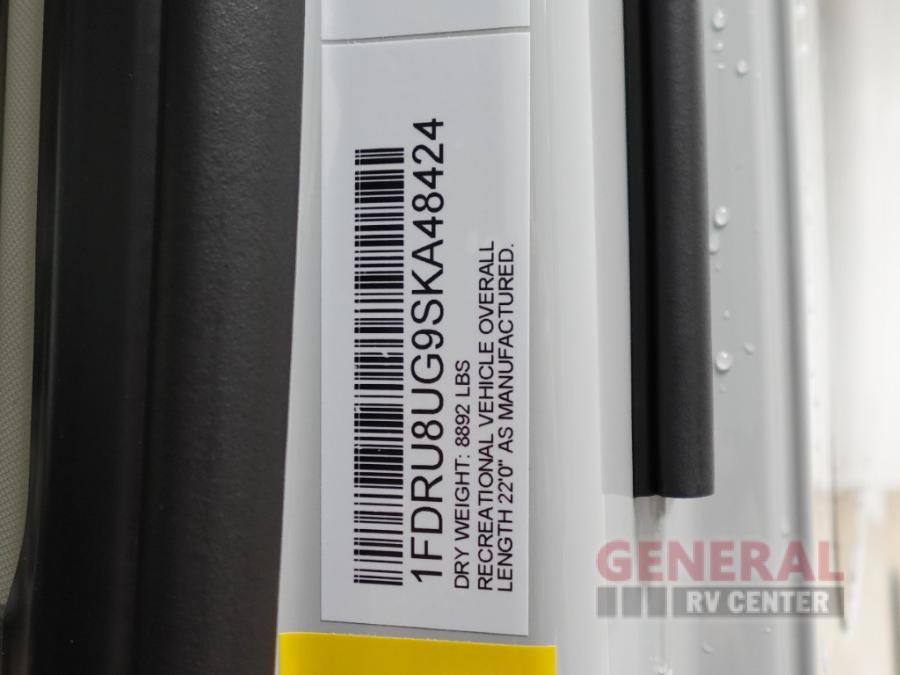 1FDRU8UG9SKA48424
DRY WEIGHT: 8892 LBS
RECREATIONAL VEHICLE OVERALL
LENGTH 22'0" AS MANUFACTURED.
GENERAL
RV CENTER